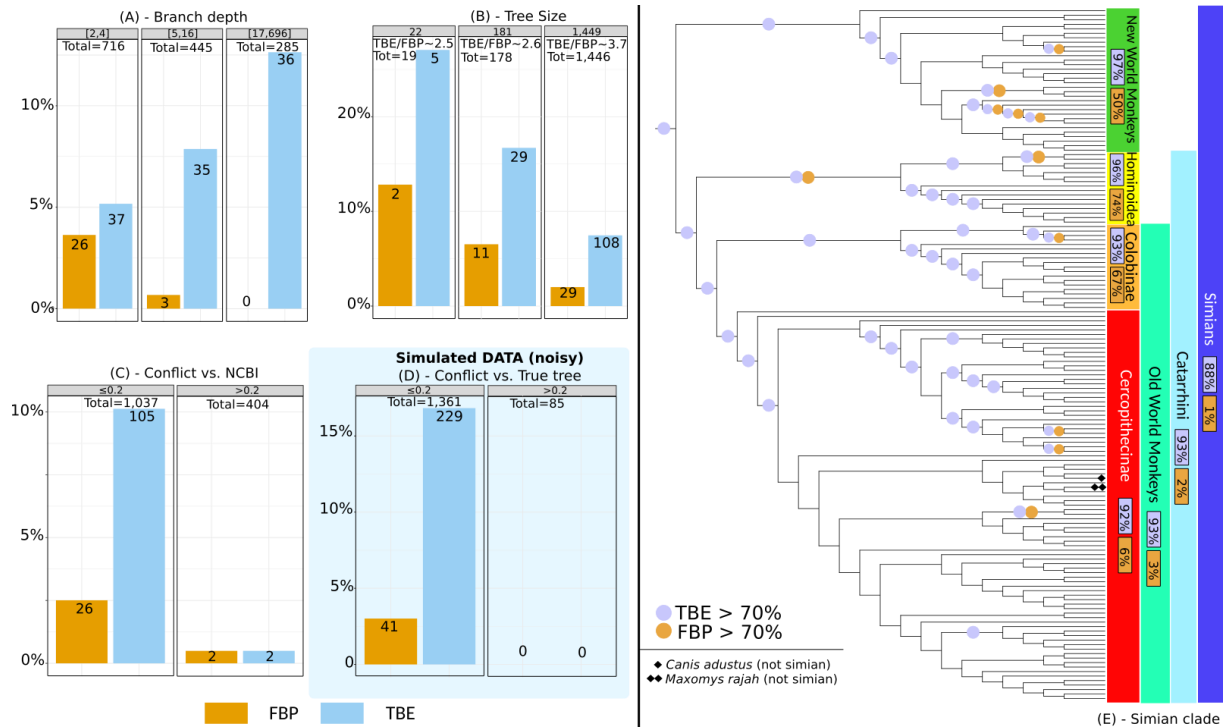 (A) - Branch depth
[2,4] [5,16] [17,696]
Total=716 Total=445 Total=285
10%
5%
0%
26 37 3 35 0 36
(B) - Tree Size
22 181 1,449
TBE/FBP~2.5 TBE/FBP~2.6 TBE/FBP~3.7
Tot=19 Tot=178 Tot=1,446
20%
10%
0%
2 5 11 29 29 108
(C) - Conflict vs. NCBI
≤0.2 >0.2
Total=1,037 Total=404
10%
5%
0%
26 105 2 2
Simulated DATA (noisy)
(D) - Conflict vs. True tree
≤0.2 >0.2
Total=1,361 Total=85
15%
10%
5%
0
41 229 0 0
FBP TBE
New World Monkeys
97% 50%
Hominoidea
96% 74%
Colobinae
93% 67%
Cercopithecinae
92% 6%
Old World Monkeys
93% 3%
Catarrhini
93% 2%
Simians
88% 1%
TBE > 70%
FBP > 70%
◆ Canis adustus (not simian)
◆◆ Maxomys rajah (not simian)
(E) - Simian clade